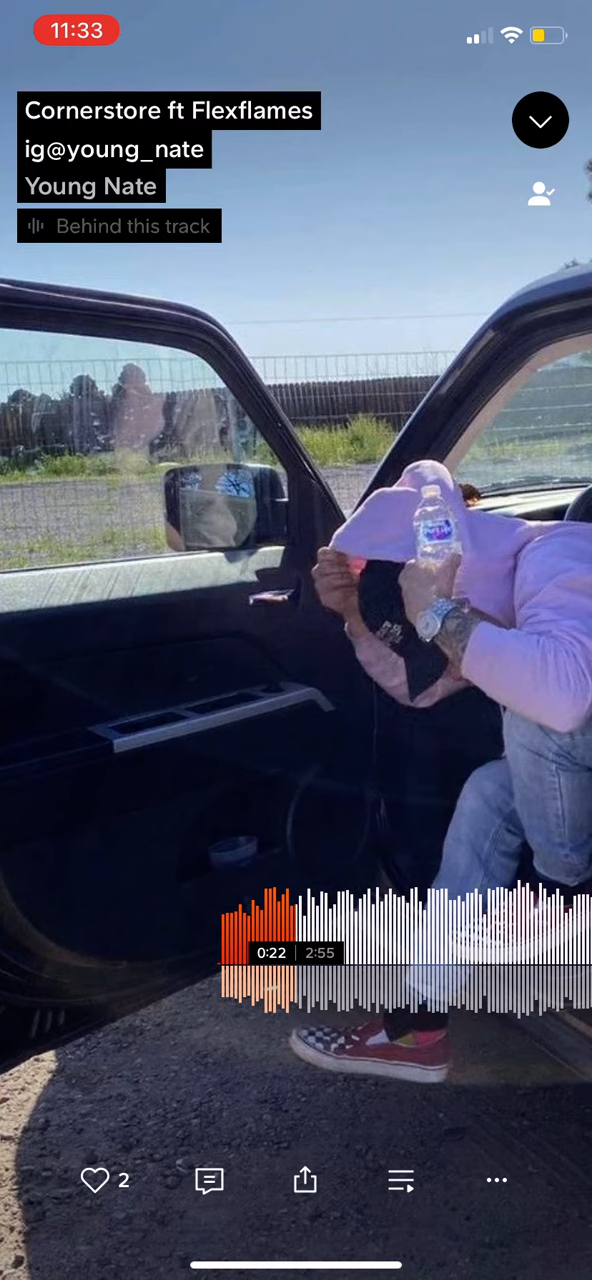 11:33
Cornerstore ft Flexflames
ig@young_nate
Young Nate
Behind this track
0:22 | 2:55
2